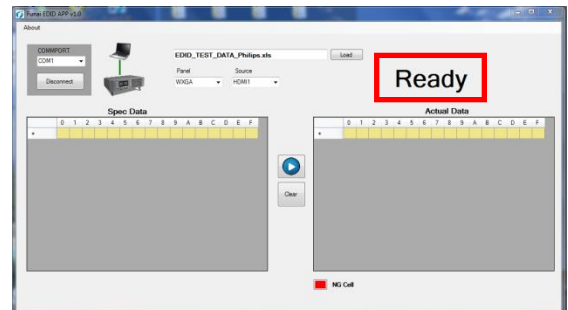 Funai EDID APP v1.0
About
COMMPORT
COM1
Disconnect
EDID_TEST_DATA_Philips.xls
Load
Panel
Source
WXGA
HDMI1
Ready
Spec Data
0 1 2 3 4 5 6 7 8 9 A B C D E F
*
Actual Data
0 1 2 3 4 5 6 7 8 9 A B C D E F
*
Clear
NG Cell